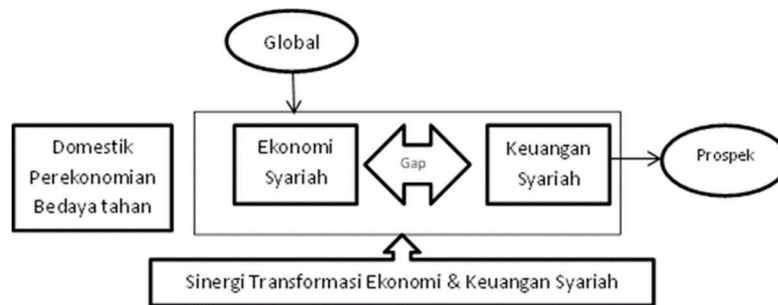 Global
Domestik
Perekonomian
Bedaya tahan
Ekonomi
Syariah
Gap
Keuangan
Syariah
Prospek
Sinergi Transformasi Ekonomi & Keuangan Syariah